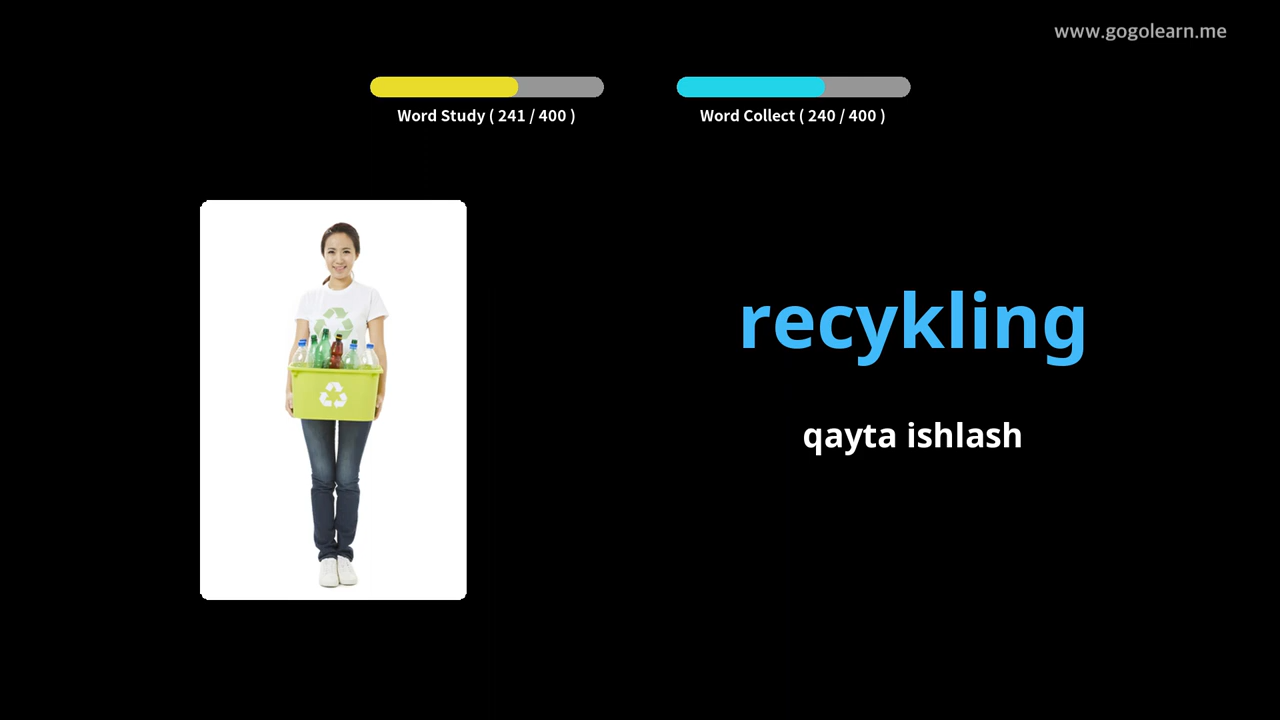 www.gogolearn.me
Word Study ( 241 / 400 )
Word Collect ( 240 / 400 )
recykling
qayta ishlash